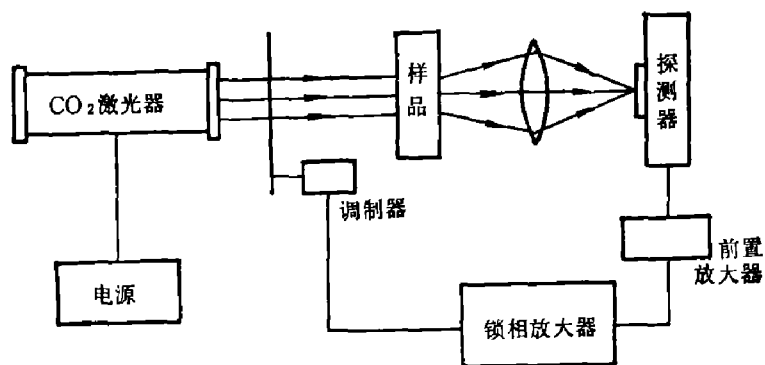 CO₂激光器
样
品
探
测
器
调制器
前置
放大器
电源
锁相放大器